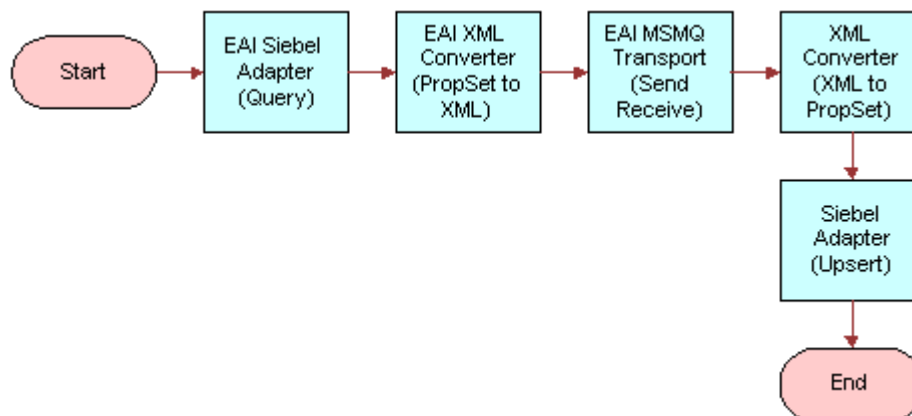 Start
EAI Siebel
Adapter
(Query)
EAI XML
Converter
(PropSet to
XML)
EAI MSMQ
Transport
(Send
Receive)
XML
Converter
(XML to
PropSet)
Siebel
Adapter
(Upsert)
End